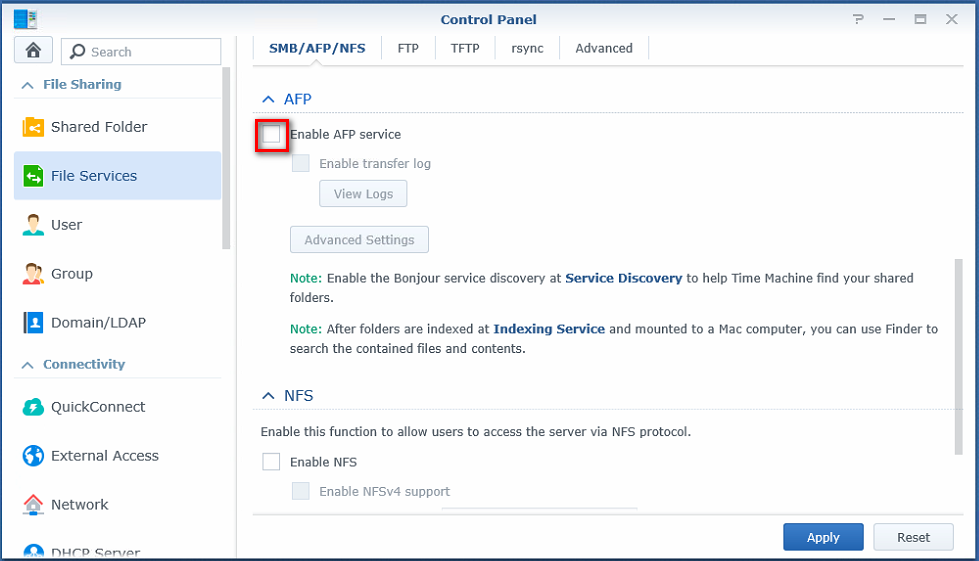 Control Panel
Search
SMB/AFP/NFS FTP TFTP rsync Advanced
File Sharing
Shared Folder
File Services
User
Group
Domain/LDAP
Connectivity
QuickConnect
External Access
Network
DHCP Server
AFP
Enable AFP service
Enable transfer log
View Logs
Advanced Settings
Note: Enable the Bonjour service discovery at Service Discovery to help Time Machine find your shared
folders.
Note: After folders are indexed at Indexing Service and mounted to a Mac computer, you can use Finder to
search the contained files and contents.
NFS
Enable this function to allow users to access the server via NFS protocol.
Enable NFS
Enable NFSv4 support
Apply Reset